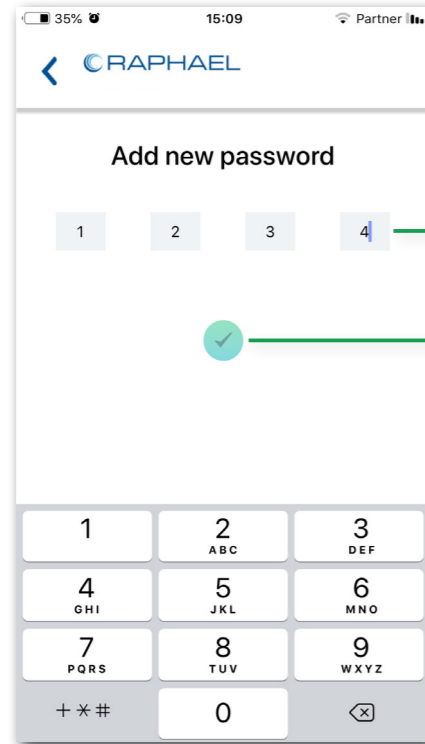 35% 15:09 Partner
RAPHAEL
Add new password
1 2 3 4
1 2 3
ABC DEF
4 5 6
GHI JKL MNO
7 8 9
PQRS TUV WXYZ
+*# 0